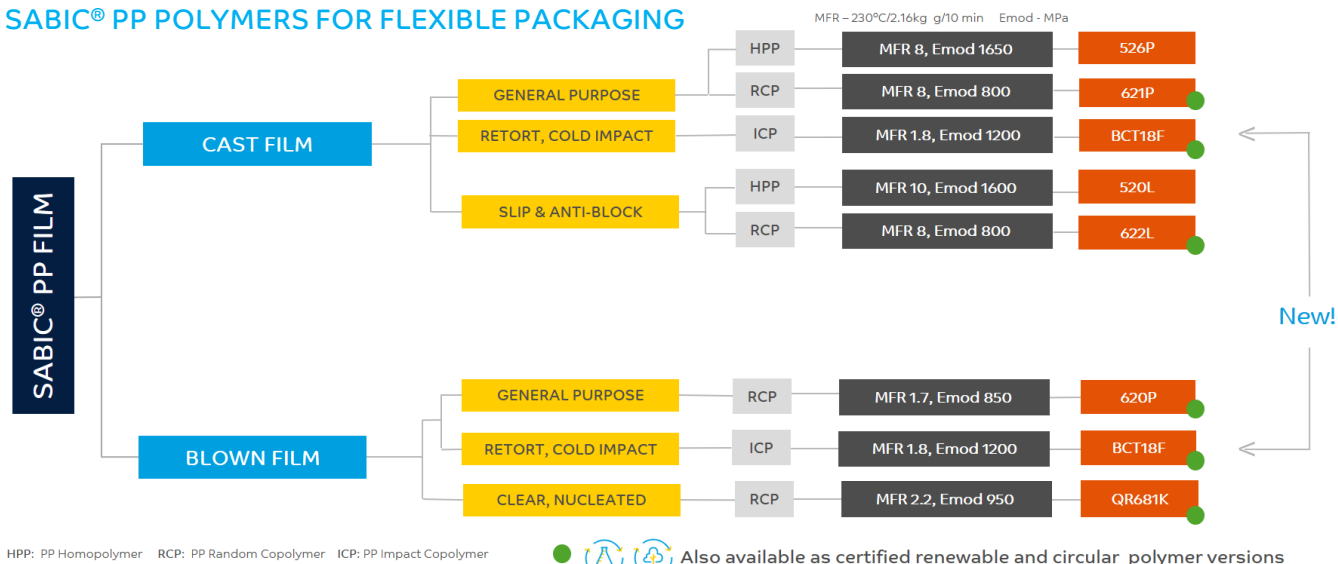 SABIC® PP POLYMERS FOR FLEXIBLE PACKAGING
MFR – 230ºC/2.16kg g/10 min Emod - MPa
SABIC® PP FILM
CAST FILM
GENERAL PURPOSE
HPP
MFR 8, Emod 1650
526P
RCP
MFR 8, Emod 800
621P
RETORT, COLD IMPACT
ICP
MFR 1.8, Emod 1200
BCT18F
SLIP & ANTI-BLOCK
HPP
MFR 10, Emod 1600
520L
RCP
MFR 8, Emod 800
622L
New!
BLOWN FILM
GENERAL PURPOSE
RCP
MFR 1.7, Emod 850
620P
RETORT, COLD IMPACT
ICP
MFR 1.8, Emod 1200
BCT18F
CLEAR, NUCLEATED
RCP
MFR 2.2, Emod 950
QR681K
HPP: PP Homopolymer RCP: PP Random Copolymer ICP: PP Impact Copolymer
Also available as certified renewable and circular polymer versions